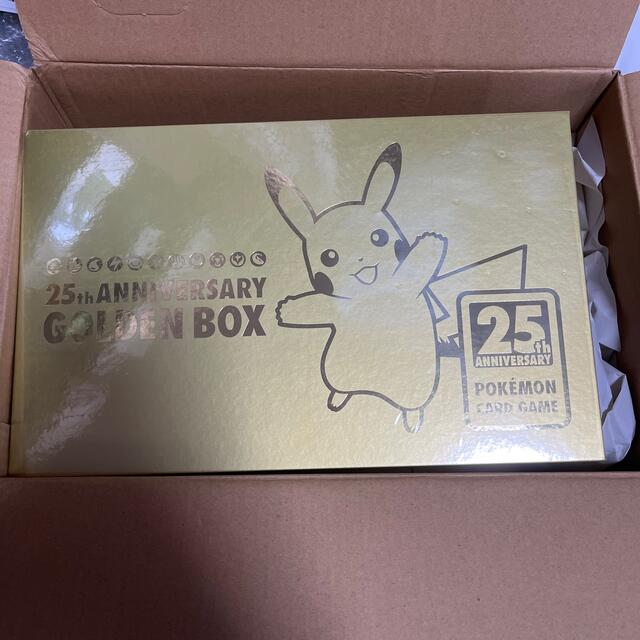 25th ANNIVERSARY
GOLDEN BOX
25th
ANNIVERSARY
POKÉMON
CARD GAME